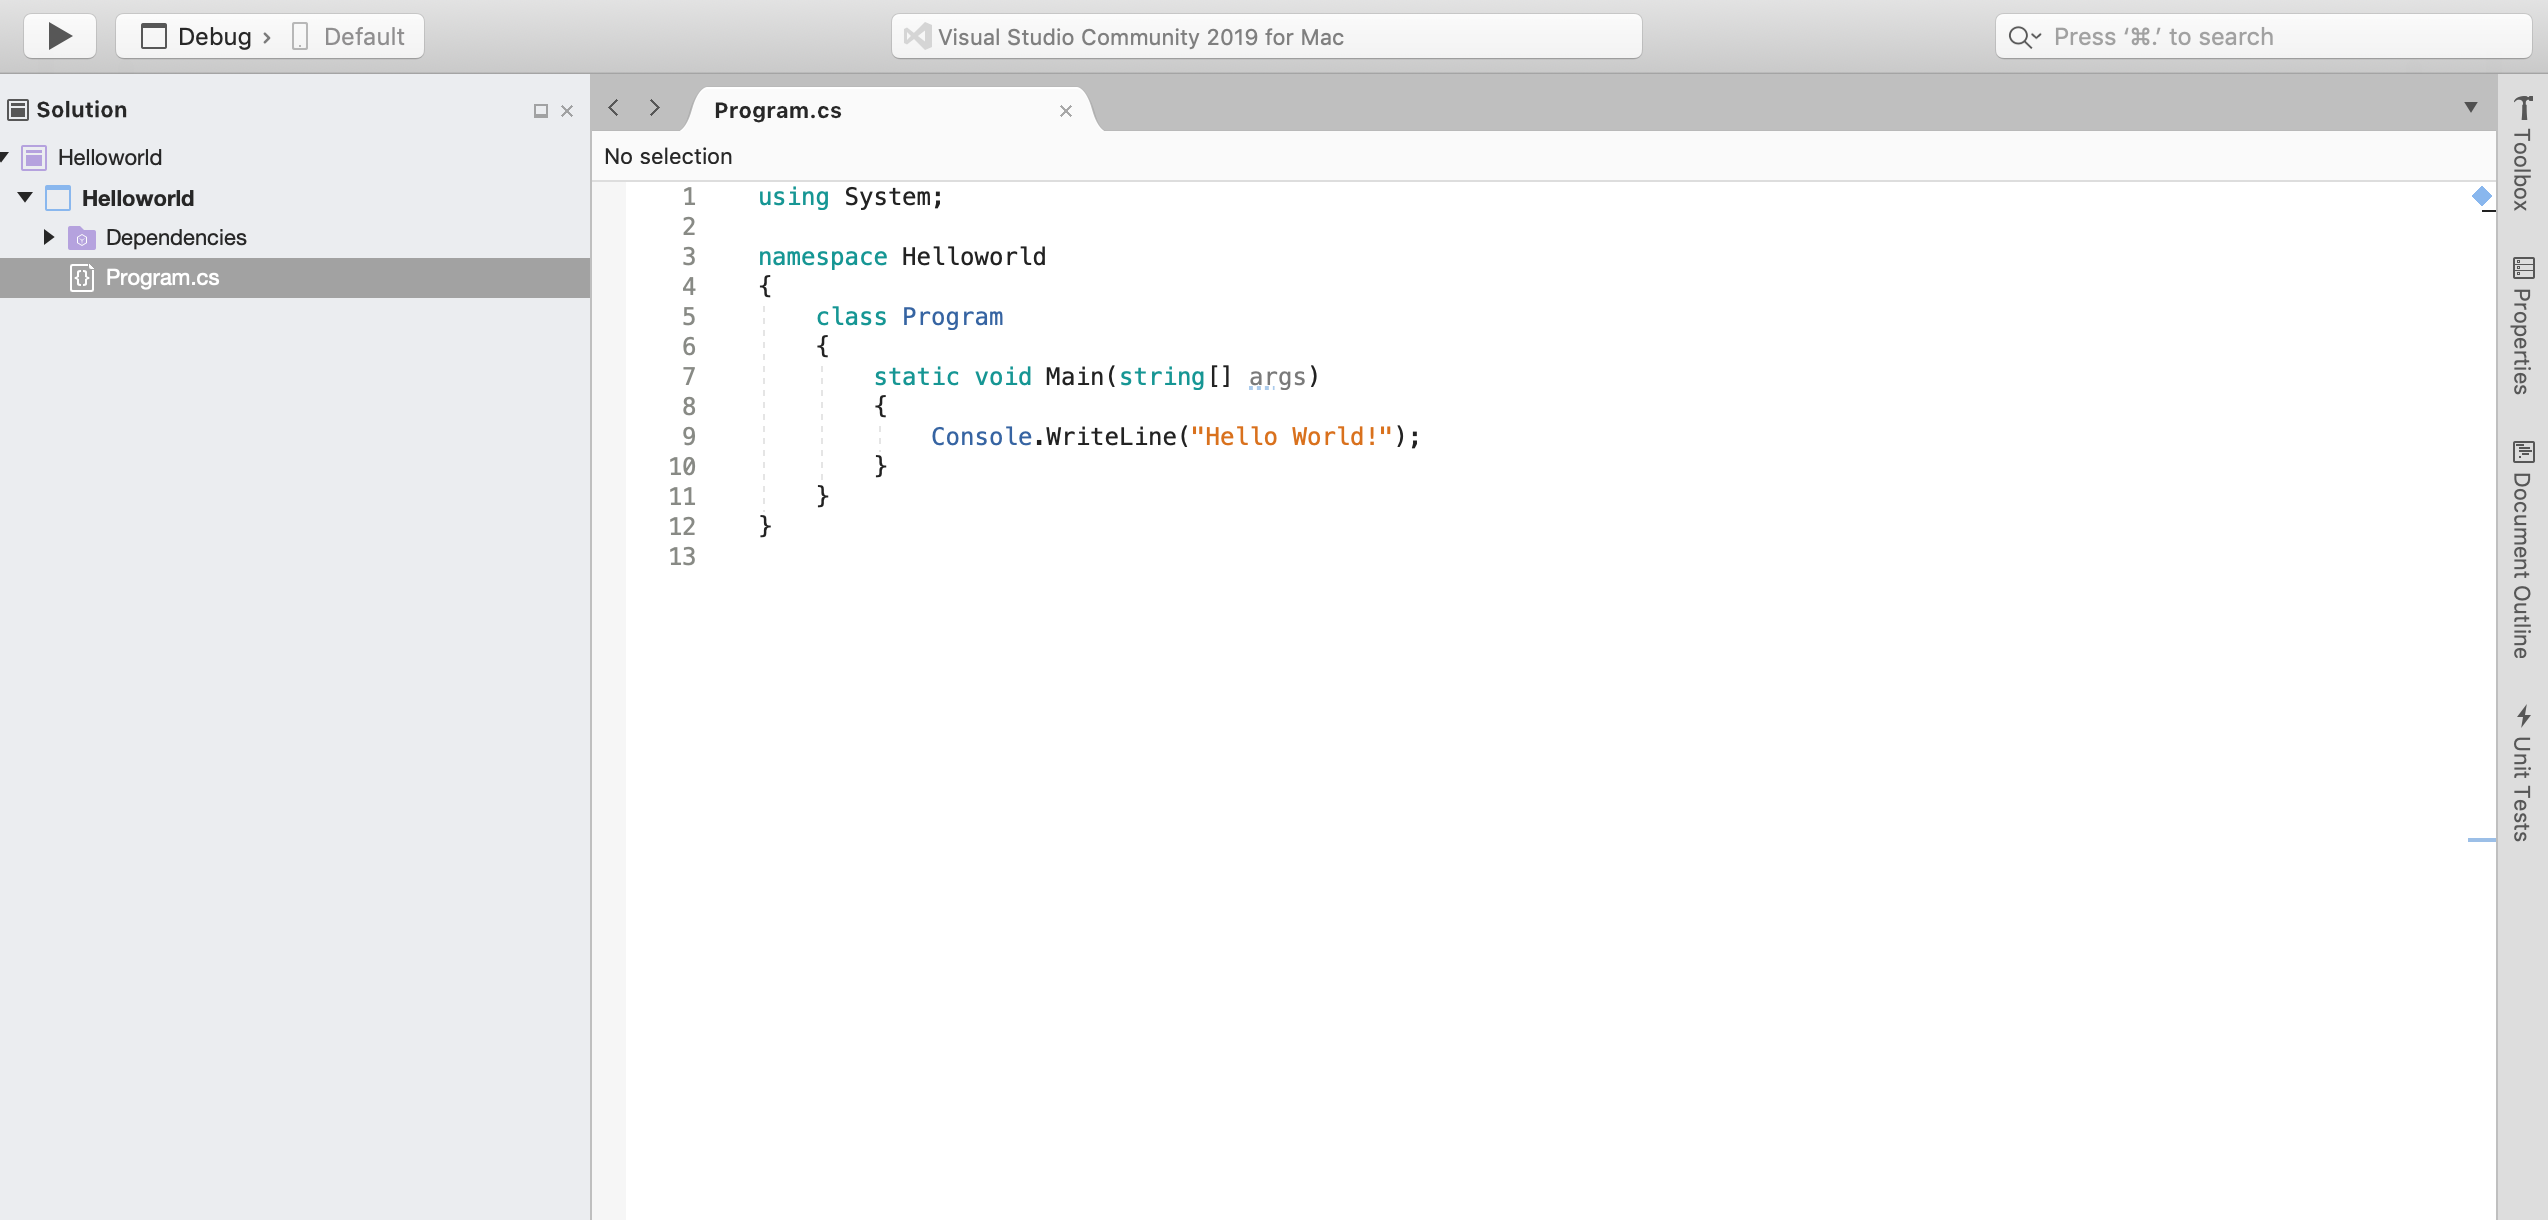 Debug › Default
Visual Studio Community 2019 for Mac
Press ‘⌘.’ to search
Solution
Helloworld
Helloworld
Dependencies
{} Program.cs
Program.cs
No selection
1 using System;
2
3 namespace Helloworld
4 {
5 class Program
6 {
7 static void Main(string[] args)
8 {
9 Console.WriteLine("Hello World!");
10 }
11 }
12 }
13
Toolbox
Properties
Document Outline
Unit Tests